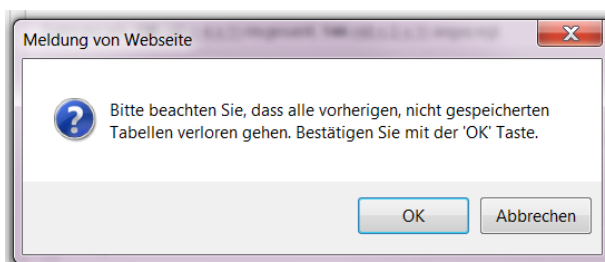 Meldung von Webseite
Bitte beachten Sie, dass alle vorherigen, nicht gespeicherten
Tabellen verloren gehen. Bestätigen Sie mit der 'OK' Taste.
OK
Abbrechen